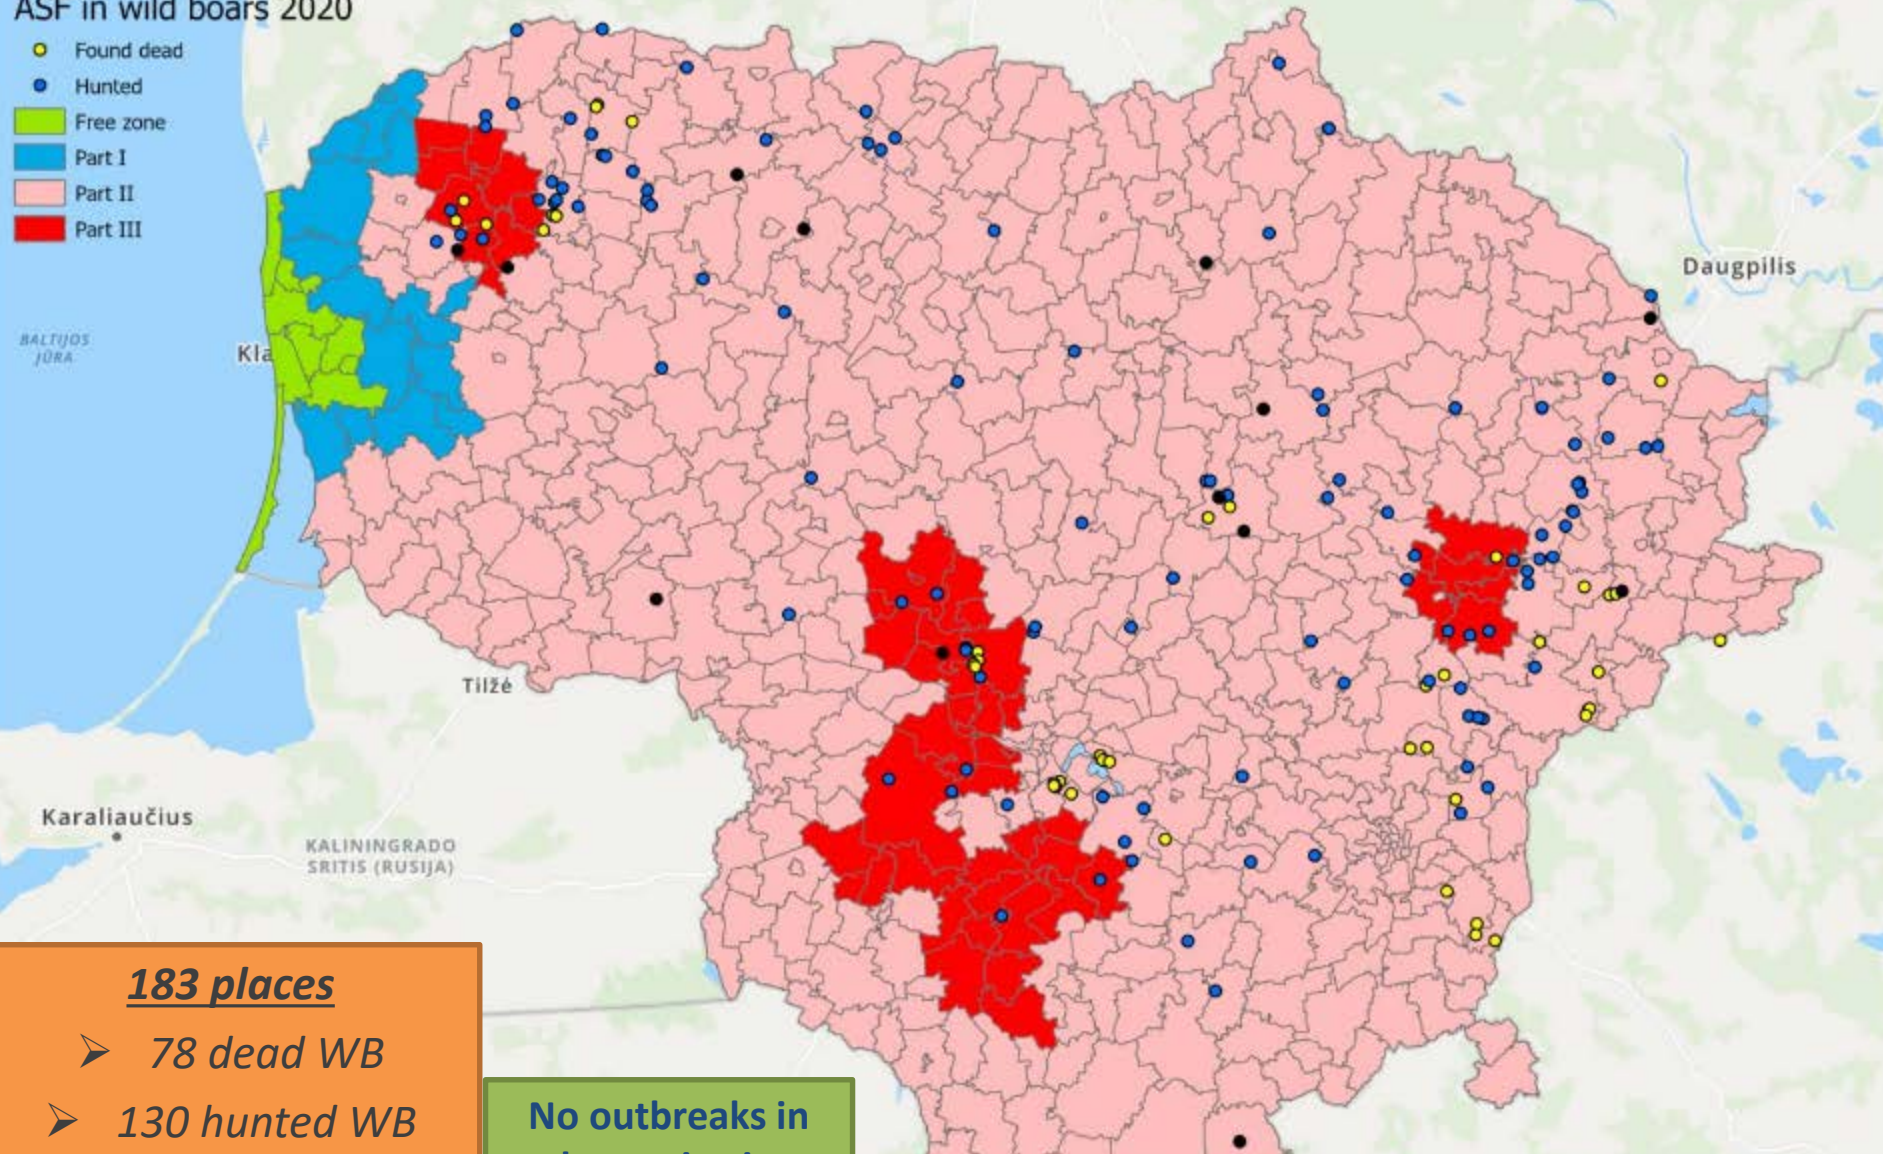 ASF in wild boars 2020
Found dead
Hunted
Free zone
Part I
Part II
Part III
Daugpilis
BALTIJOS
JŪRA
Kla
Tilžė
Karaliaučius
KALININGRADO
SRITIS (RUSIJA)
183 places
➢ 78 dead WB
➢ 130 hunted WB
No outbreaks in